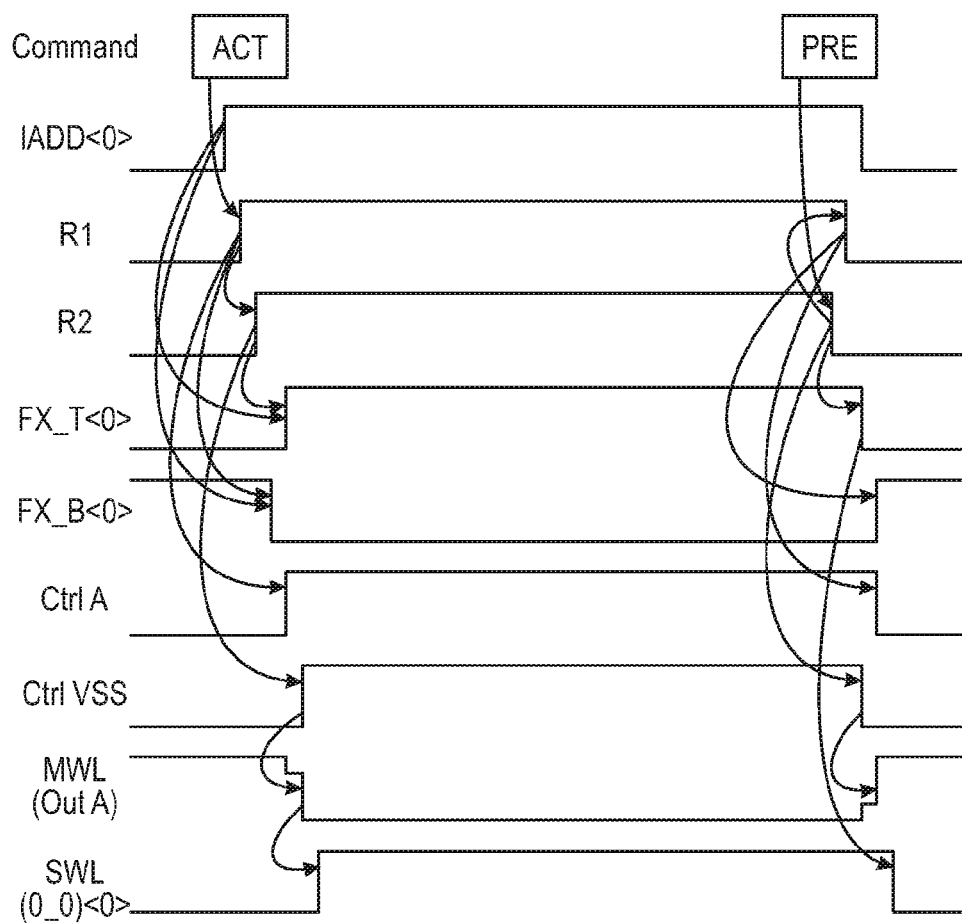 Command
ACT
PRE
IADD<0>
R1
R2
FX_T<0>
FX_B<0>
Ctrl A
Ctrl VSS
MWL
(Out A)
SWL
(0_0)<0>